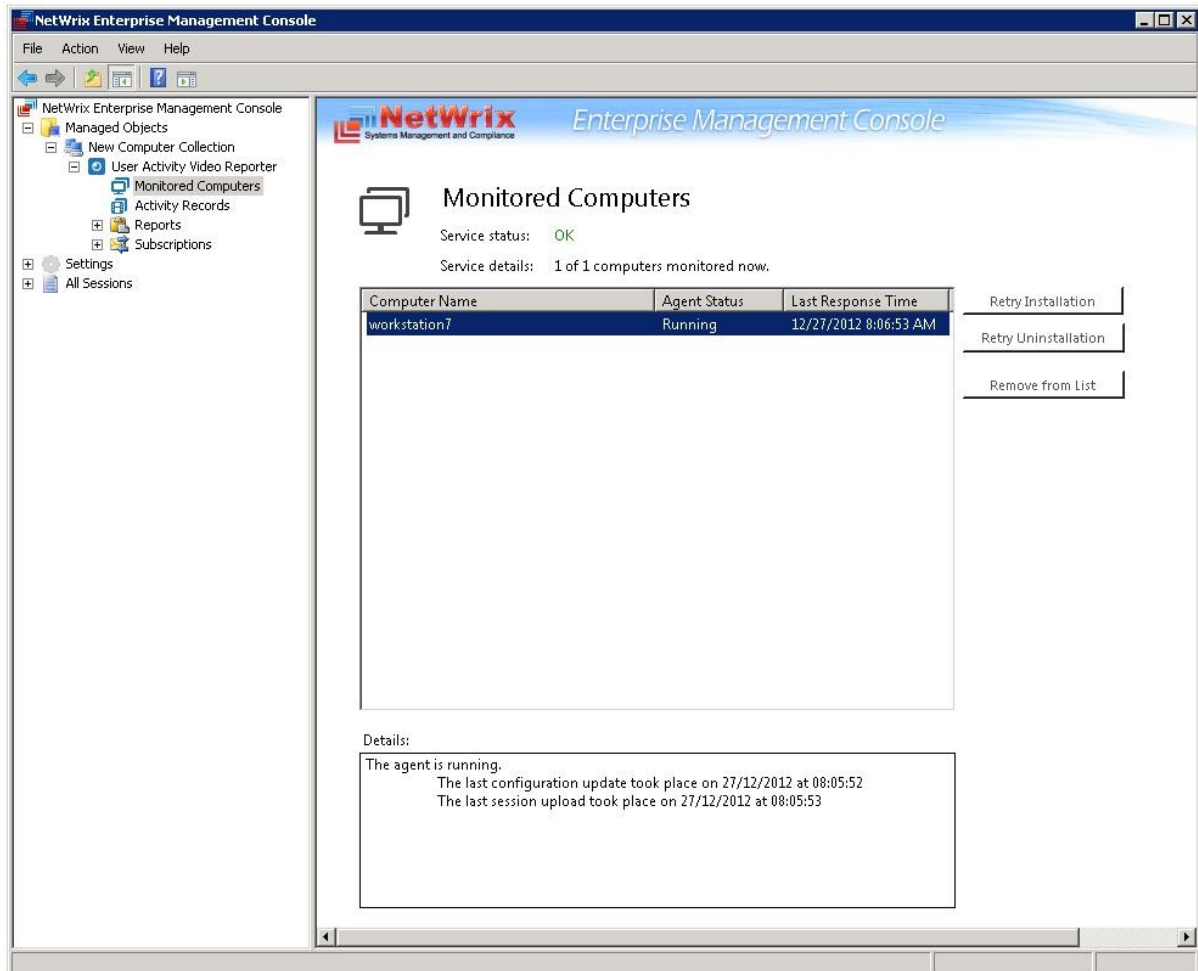 NetWrix Enterprise Management Console
File Action View Help
NetWrix Enterprise Management Console
Managed Objects
New Computer Collection
User Activity Video Reporter
Monitored Computers
Activity Records
Reports
Subscriptions
Settings
All Sessions
NetWrix
Systems Management and Compliance
Enterprise Management Console
Monitored Computers
Service status: OK
Service details: 1 of 1 computers monitored now.
Computer Name Agent Status Last Response Time
workstation7 Running 12/27/2012 8:06:53 AM
Retry Installation
Retry Uninstallation
Remove from List
Details:
The agent is running.
The last configuration update took place on 27/12/2012 at 08:05:52
The last session upload took place on 27/12/2012 at 08:05:53